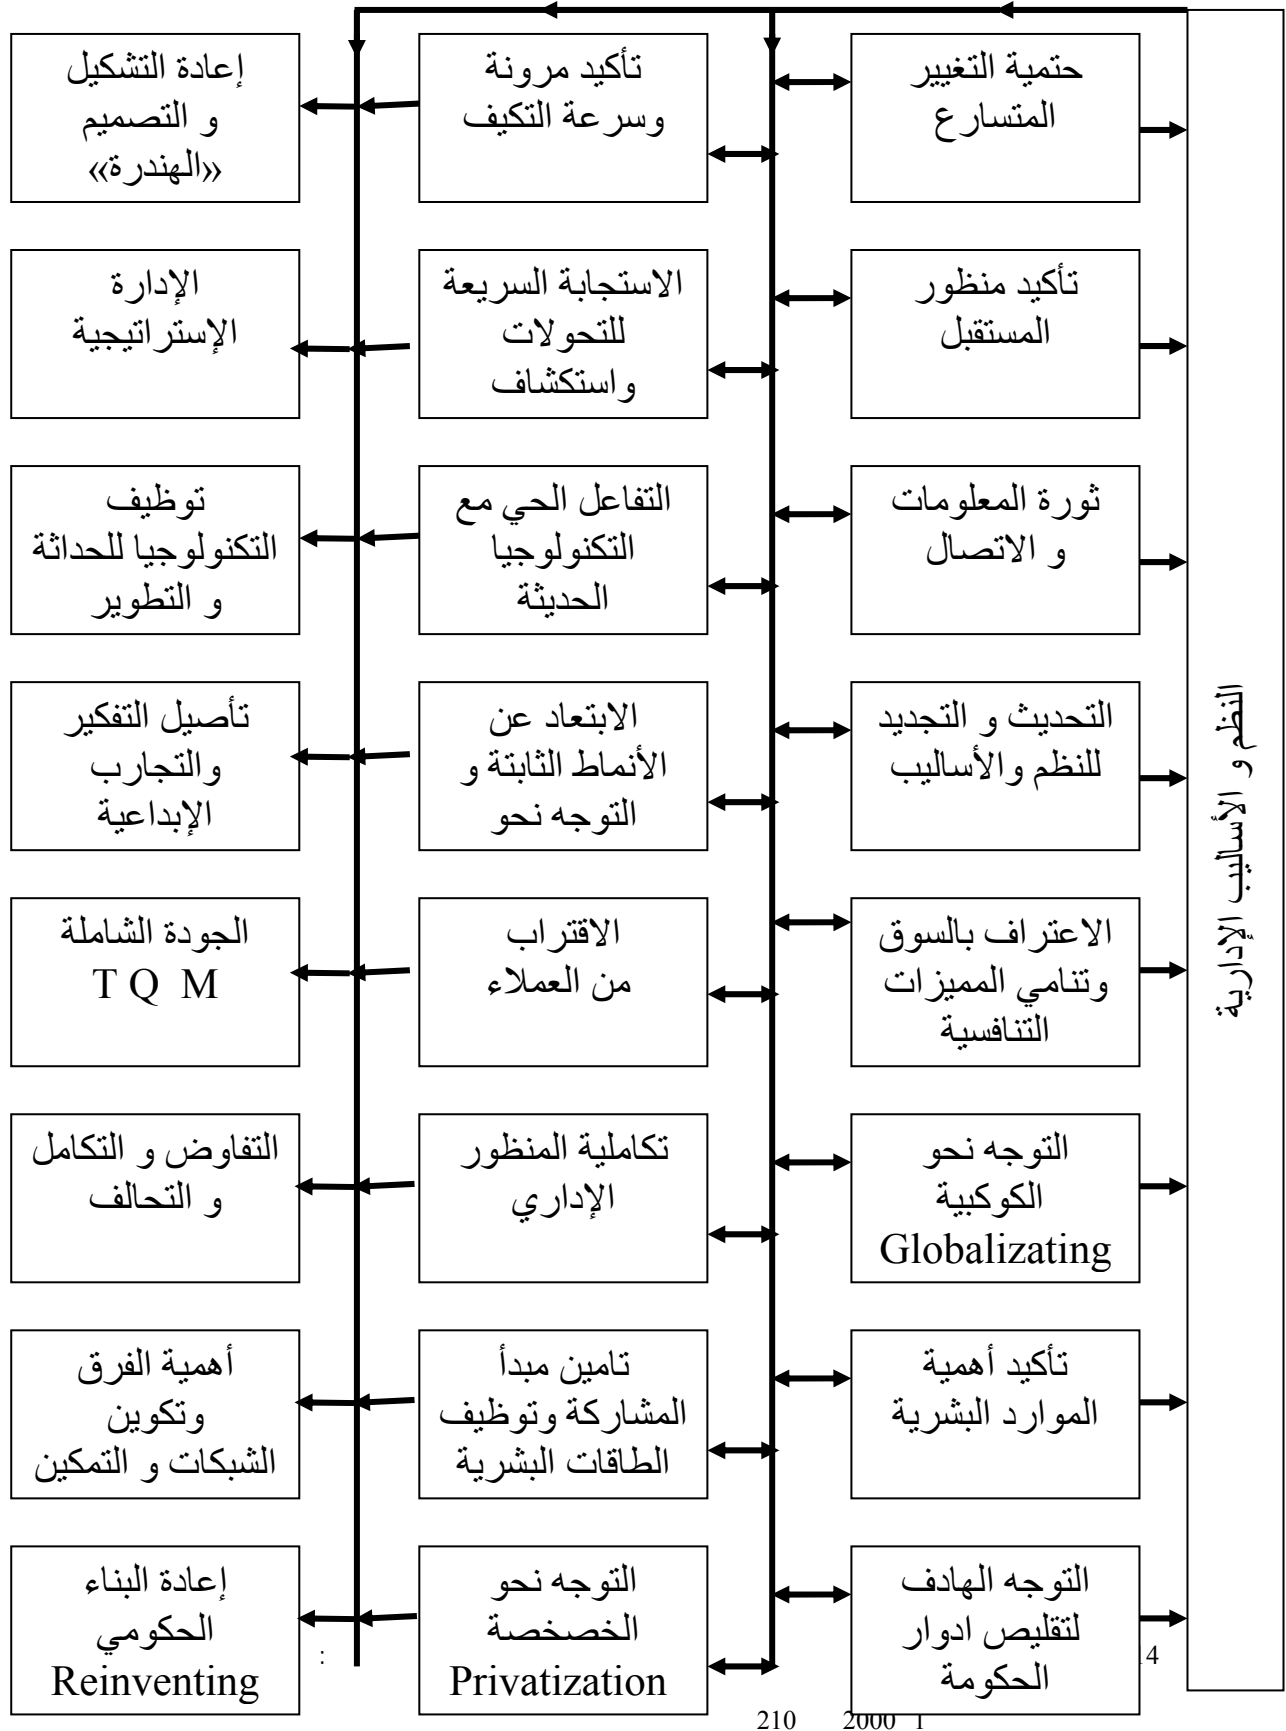 النظم و الأساليب الإدارية
حتمية التغيير
المتسارع
تأكيد مرونة
وسرعة التكيف
إعادة التشكيل
و التصميم
«الهندرة»
تأكيد منظور
المستقبل
الاستجابة السريعة
للتحولات
واستكشاف
الإدارة
الإستراتيجية
ثورة المعلومات
و الاتصال
التفاعل الحي مع
التكنولوجيا
الحديثة
توظيف
التكنولوجيا للحداثة
و التطوير
التحديث و التجديد
للنظم والأساليب
الابتعاد عن
الأنماط الثابتة و
التوجه نحو
تأصيل التفكير
والتجارب
الإبداعية
الاعتراف بالسوق
وتنامي المميزات
التنافسية
الاقتراب
من العملاء
الجودة الشاملة
T Q M
التوجه نحو
الكوكبية
Globalizating
تكاملية المنظور
الإداري
التفاوض و التكامل
و التحالف
تأكيد أهمية
الموارد البشرية
تامين مبدأ
المشاركة وتوظيف
الطاقات البشرية
أهمية الفرق
وتكوين
الشبكات و التمكين
التوجه الهادف
لتقليص ادوار
الحكومة
التوجه نحو
الخصخصة
Privatization
إعادة البناء
الحكومي
Reinventing
: 14
210 2000 1